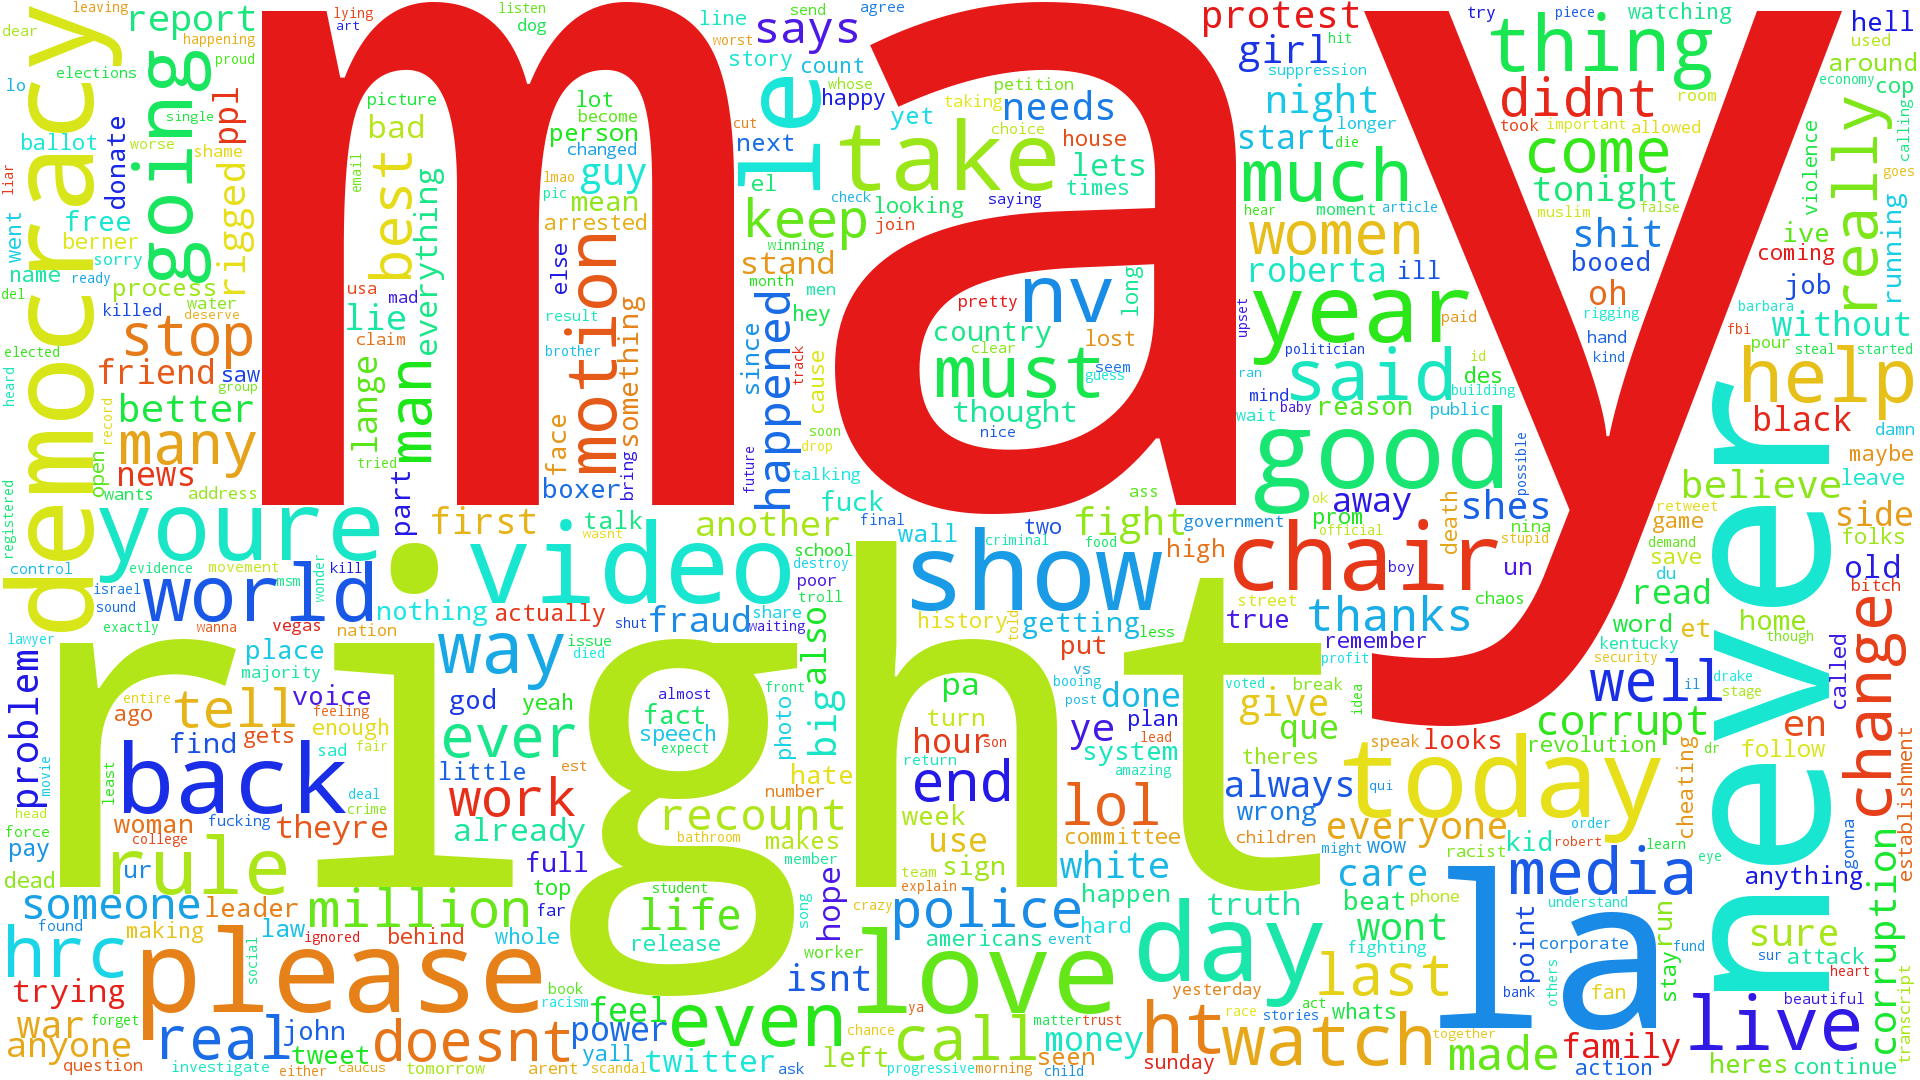 may
right
democracy
never
la
video
please
love
good
day
show
chair
today
youre
back
take
year
le
thing
going
world
help
said
much
must
man
motion
best
many
stop
way
ever
even
call
watch
live
ht
hrc
real
doesnt
media
police
change
really
women
come
didnt
nv
keep
says
needs
protest
girl
night
start
tonight
report
ppl
rigged
donate
ballot
elections
dear
leaving
happening
proud
lying
art
listen
dog
line
send
agree
worst
story
count
whose
happy
petition
taking
choice
yet
house
lets
times
looking
check
join
saying
el
next
cut
hit
suppression
longer
die
try
piece
watching
hell
used
around
economy
cop
room
took
important
allowed
violence
calling
goes
running
lo
single
worse
shame
free
went
berner
sorry
name
ready
del
process
water
deserve
killed
friend
saw
group
better
elected
heard
record
news
open
wants
address
registered
control
evidence
movement
msm
wonder
kill
israel
sound
exactly
wanna
vegas
nation
lawyer
picture
bad
email
everything
usa
mad
lie
claim
lange
tried
part
lot
become
person
changed
lmao
pic
guy
mean
arrested
else
something
result
brother
face
boxer
bring
winning
stand
month
men
hey
since
happened
track
cause
soon
drop
talking
future
fuck
pretty
long
country
clear
lost
seem
guess
thought
nice
ass
hear
moment
article
muslim
false
shit
booed
roberta
ill
oh
rigging
hand
kind
upset
paid
politician
id
des
building
ran
mind
baby
reason
public
wait
possible
ive
coming
job
barbara
fbi
without
pour
steal
started
black
damn
maybe
believe
leave
side
folks
game
retweet
demand
save
du
old
bitch
read
word
et
home
though
kentucky
security
called
first
talk
wasnt
another
final
wall
criminal
two
food
fight
government
high
ok
prom
official
away
death
shes
nina
stupid
boy
un
chaos
street
thanks
true
remember
nothing
actually
shut
fraud
issue
died
share
waiting
school
destroy
poor
troll
also
history
told
getting
less
put
vs
booing
post
done
voted
break
profit
idea
give
que
theres
problem
place
majority
voice
entire
ago
tell
feeling
gets
enough
find
sad
fair
god
yeah
little
est
work
already
full
top
far
movie
head
least
deal
crime
fucking
woman
theyre
college
force
pay
dead
ur
rule
almost
fact
speech
expect
front
photo
big
hate
number
recount
makes
bathroom
member
pa
turn
hour
son
return
end
week
use
team
sign
explain
crazy
ye
plan
lead
system
amazing
lol
committee
white
happen
always
wrong
children
might
wow
everyone
racist
kid
order
robert
learn
eye
speak
looks
qui
well
il
drake
stage
corrupt
revolution
dr
follow
en
cheating
establishment
gonna
anything
care
beat
phone
understand
someone
leader
million
found
making
law
ignored
behind
whole
social
student
life
release
song
hope
worker
americans
event
hard
truth
wont
fighting
point
corporate
others
bank
sur
fund
fan
stay
run
sure
attack
heart
corruption
transcript
beautiful
trying
war
forget
anyone
question
investigate
john
tweet
either
caucus
tomorrow
book
racism
feel
power
yall
arent
scandal
twitter
ask
isnt
ya
chance
left
progressive
morning
matter
trust
seen
child
money
yesterday
sunday
race
act
stories
whats
last
together
made
family
action
heres
continue